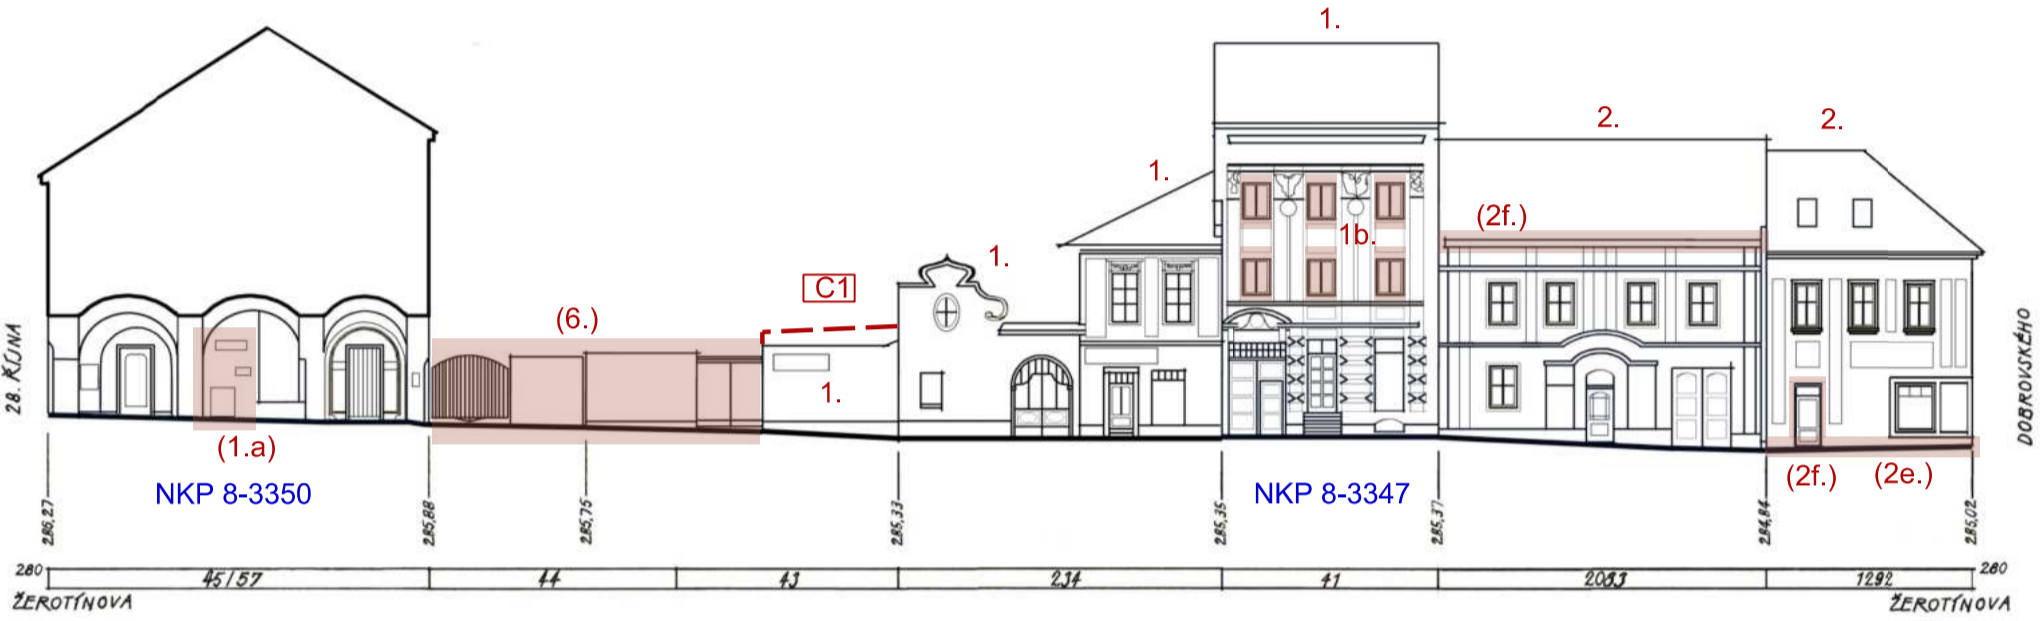 1.
2.
2.
1.
(2f.)
1b.
1.
C1
(6.)
1.
28. ŘÍJNA
DOBROVSKÉHO
(1.a)
(2f.)
(2e.)
NKP 8-3350
NKP 8-3347
286,27
285,88
285,75
285,33
285,35
285,37
284,84
285,02
280 45/57 44 43 234 41 2083 1292 280
ŽEROTÍNOVA ŽEROTÍNOVA